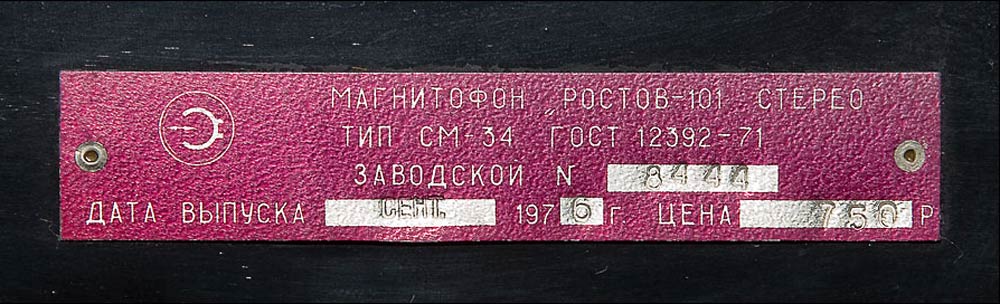 МАГНИТОФОН „РОСТОВ-101 СТЕРЕО"
ТИП СМ-34 ГОСТ 12392-71
ЗАВОДСКОЙ N 8444
ДАТА ВЫПУСКА СЕНТ. 1976 г ЦЕНА 750 Р